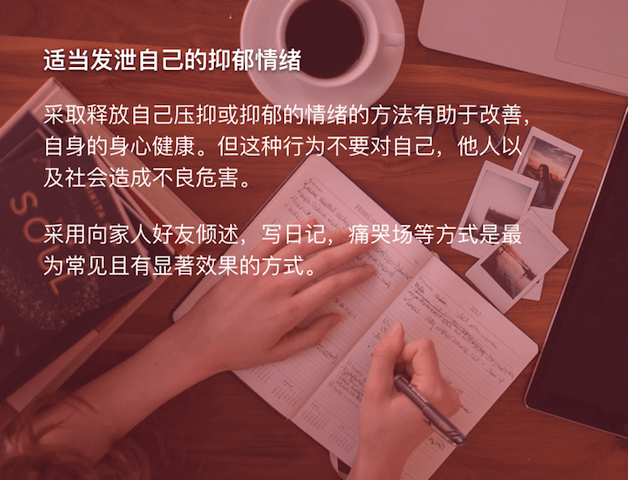 适当发泄自己的抑郁情绪
采取释放自己压抑或抑郁的情绪的方法有助于改善，
自身的身心健康。但这种行为不要对自己，他人以
及社会造成不良危害。
采用向家人好友倾述，写日记，痛哭场等方式是最
为常见且有显著效果的方式。
SOUL